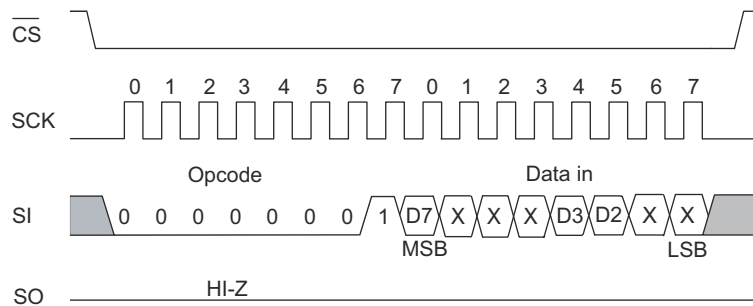 CS
0 1 2 3 4 5 6 7 0 1 2 3 4 5 6 7
SCK
Opcode Data in
SI 0 0 0 0 0 0 0 1 D7 X X X D3 D2 X X
MSB LSB
HI-Z
SO